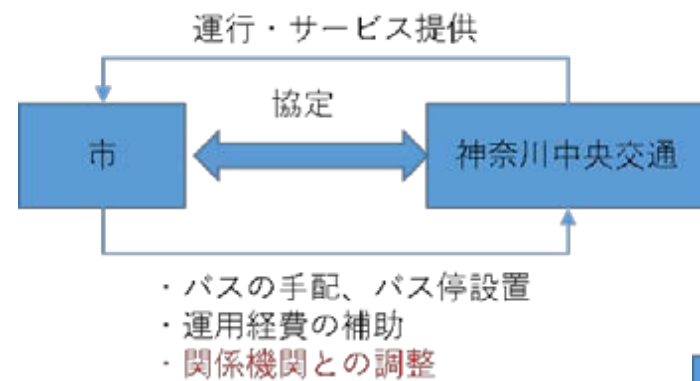 運行・サービス提供
協定
市
神奈川中央交通
・バスの手配、バス停設置
・運用経費の補助
・関係機関との調整